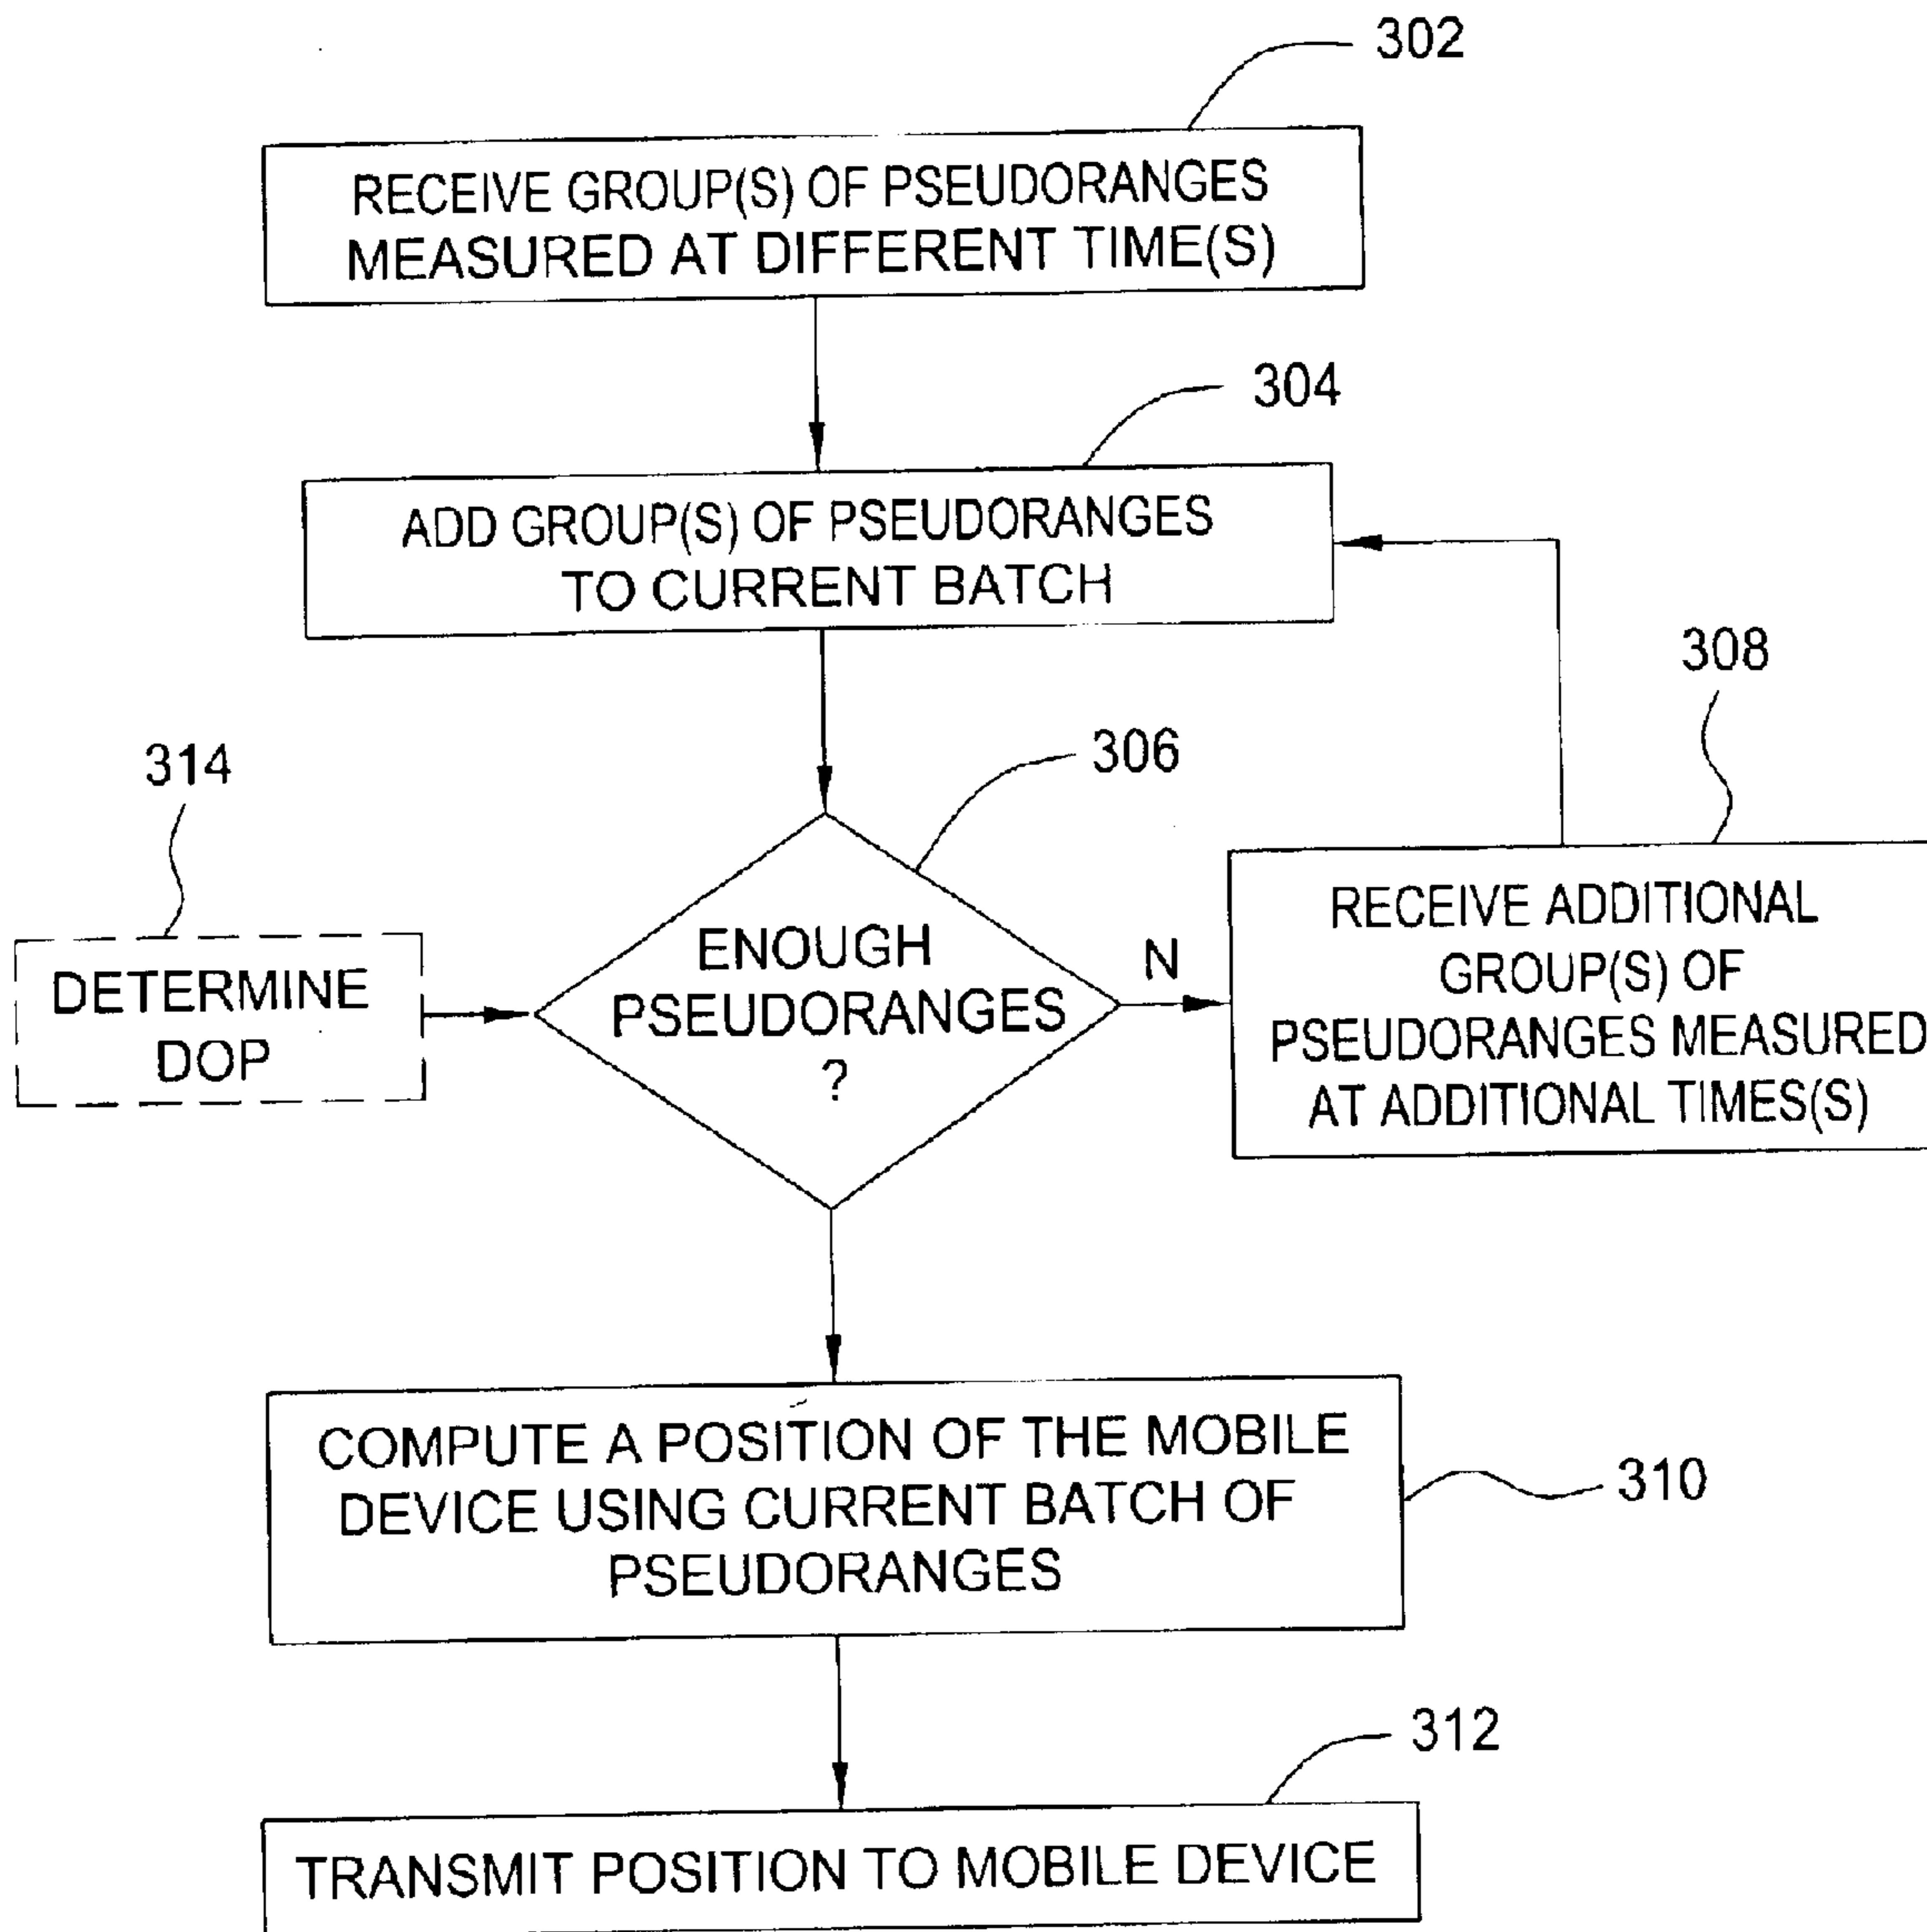 302
RECEIVE GROUP(S) OF PSEUDORANGES
MEASURED AT DIFFERENT TIME(S)
304
ADD GROUP(S) OF PSEUDORANGES
TO CURRENT BATCH
308
306
314
ENOUGH
PSEUDORANGES
?
N
DETERMINE
DOP
RECEIVE ADDITIONAL
GROUP(S) OF
PSEUDORANGES MEASURED
AT ADDITIONAL TIMES(S)
COMPUTE A POSITION OF THE MOBILE
DEVICE USING CURRENT BATCH OF
PSEUDORANGES
310
312
TRANSMIT POSITION TO MOBILE DEVICE